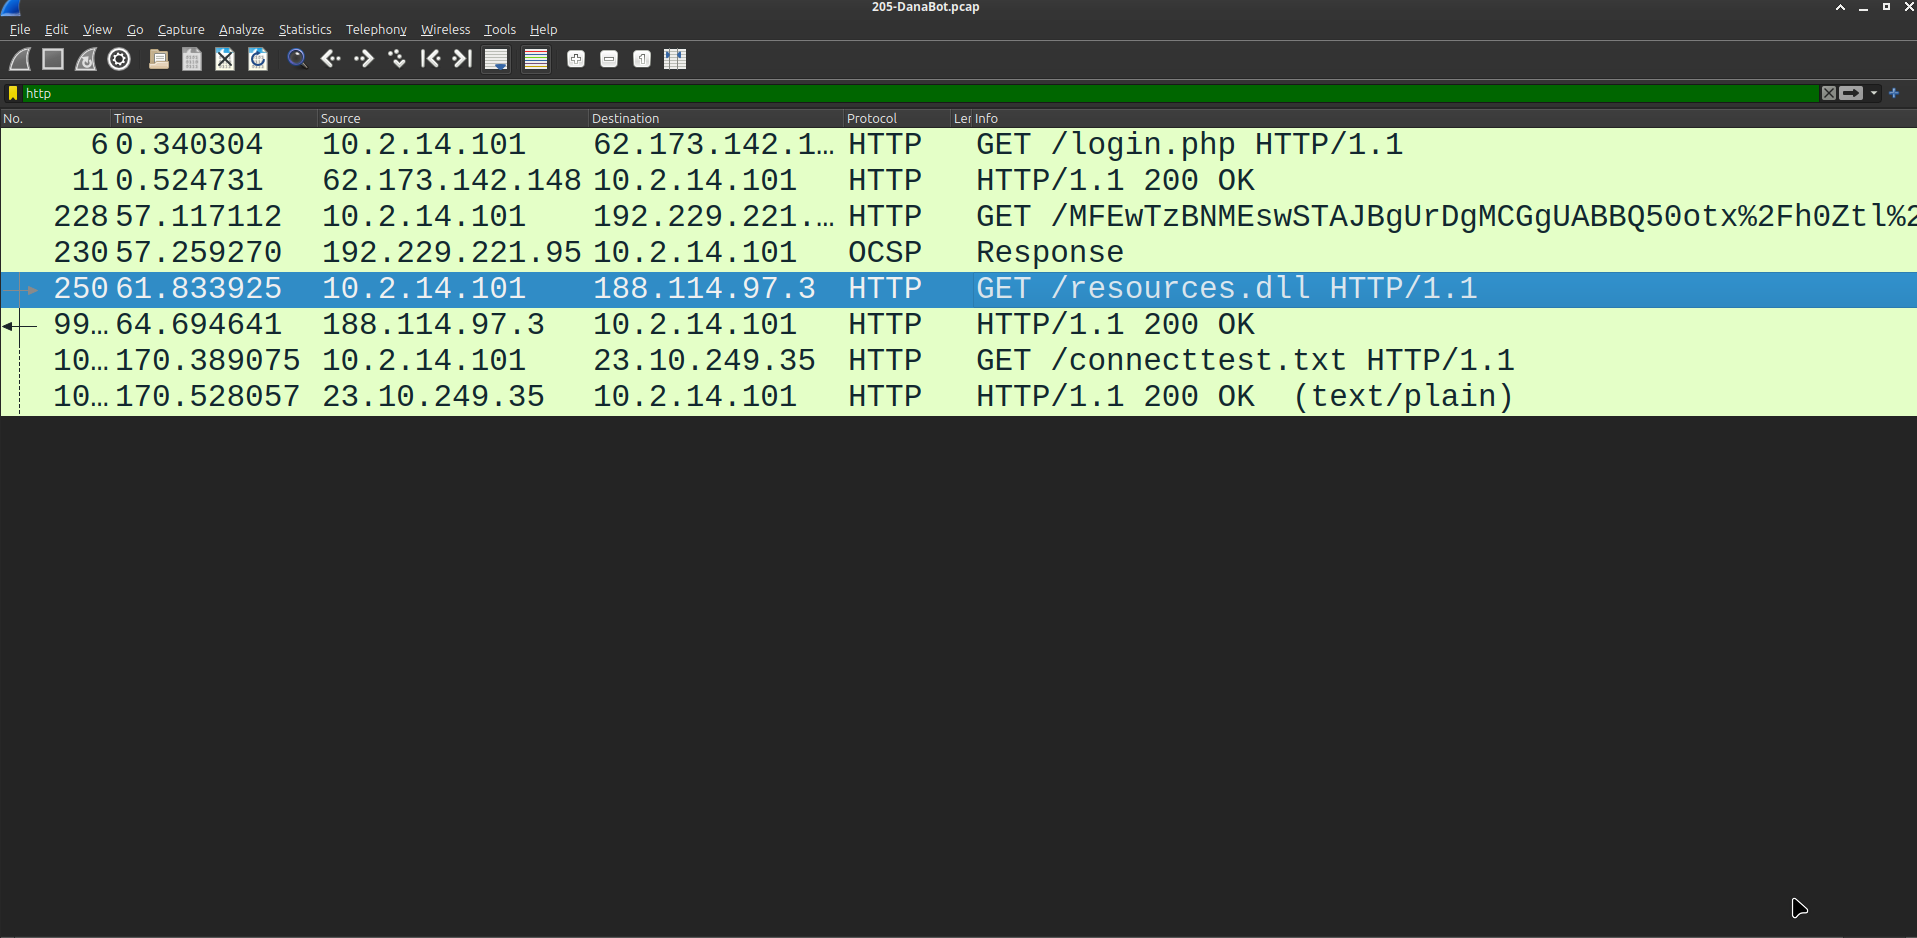 205-DanaBot.pcap
File Edit View Go Capture Analyze Statistics Telephony Wireless Tools Help
http
No. Time Source Destination Protocol Ler Info
6 0.340304 10.2.14.101 62.173.142.1… HTTP GET /login.php HTTP/1.1
11 0.524731 62.173.142.148 10.2.14.101 HTTP HTTP/1.1 200 OK
228 57.117112 10.2.14.101 192.229.221.… HTTP GET /MFEwTzBNMEswSTAJBgUrDgMCGgUABBQ50otx%2Fh0Ztl%2
230 57.259270 192.229.221.95 10.2.14.101 OCSP Response
250 61.833925 10.2.14.101 188.114.97.3 HTTP GET /resources.dll HTTP/1.1
99… 64.694641 188.114.97.3 10.2.14.101 HTTP HTTP/1.1 200 OK
10… 170.389075 10.2.14.101 23.10.249.35 HTTP GET /connecttest.txt HTTP/1.1
10… 170.528057 23.10.249.35 10.2.14.101 HTTP HTTP/1.1 200 OK (text/plain)